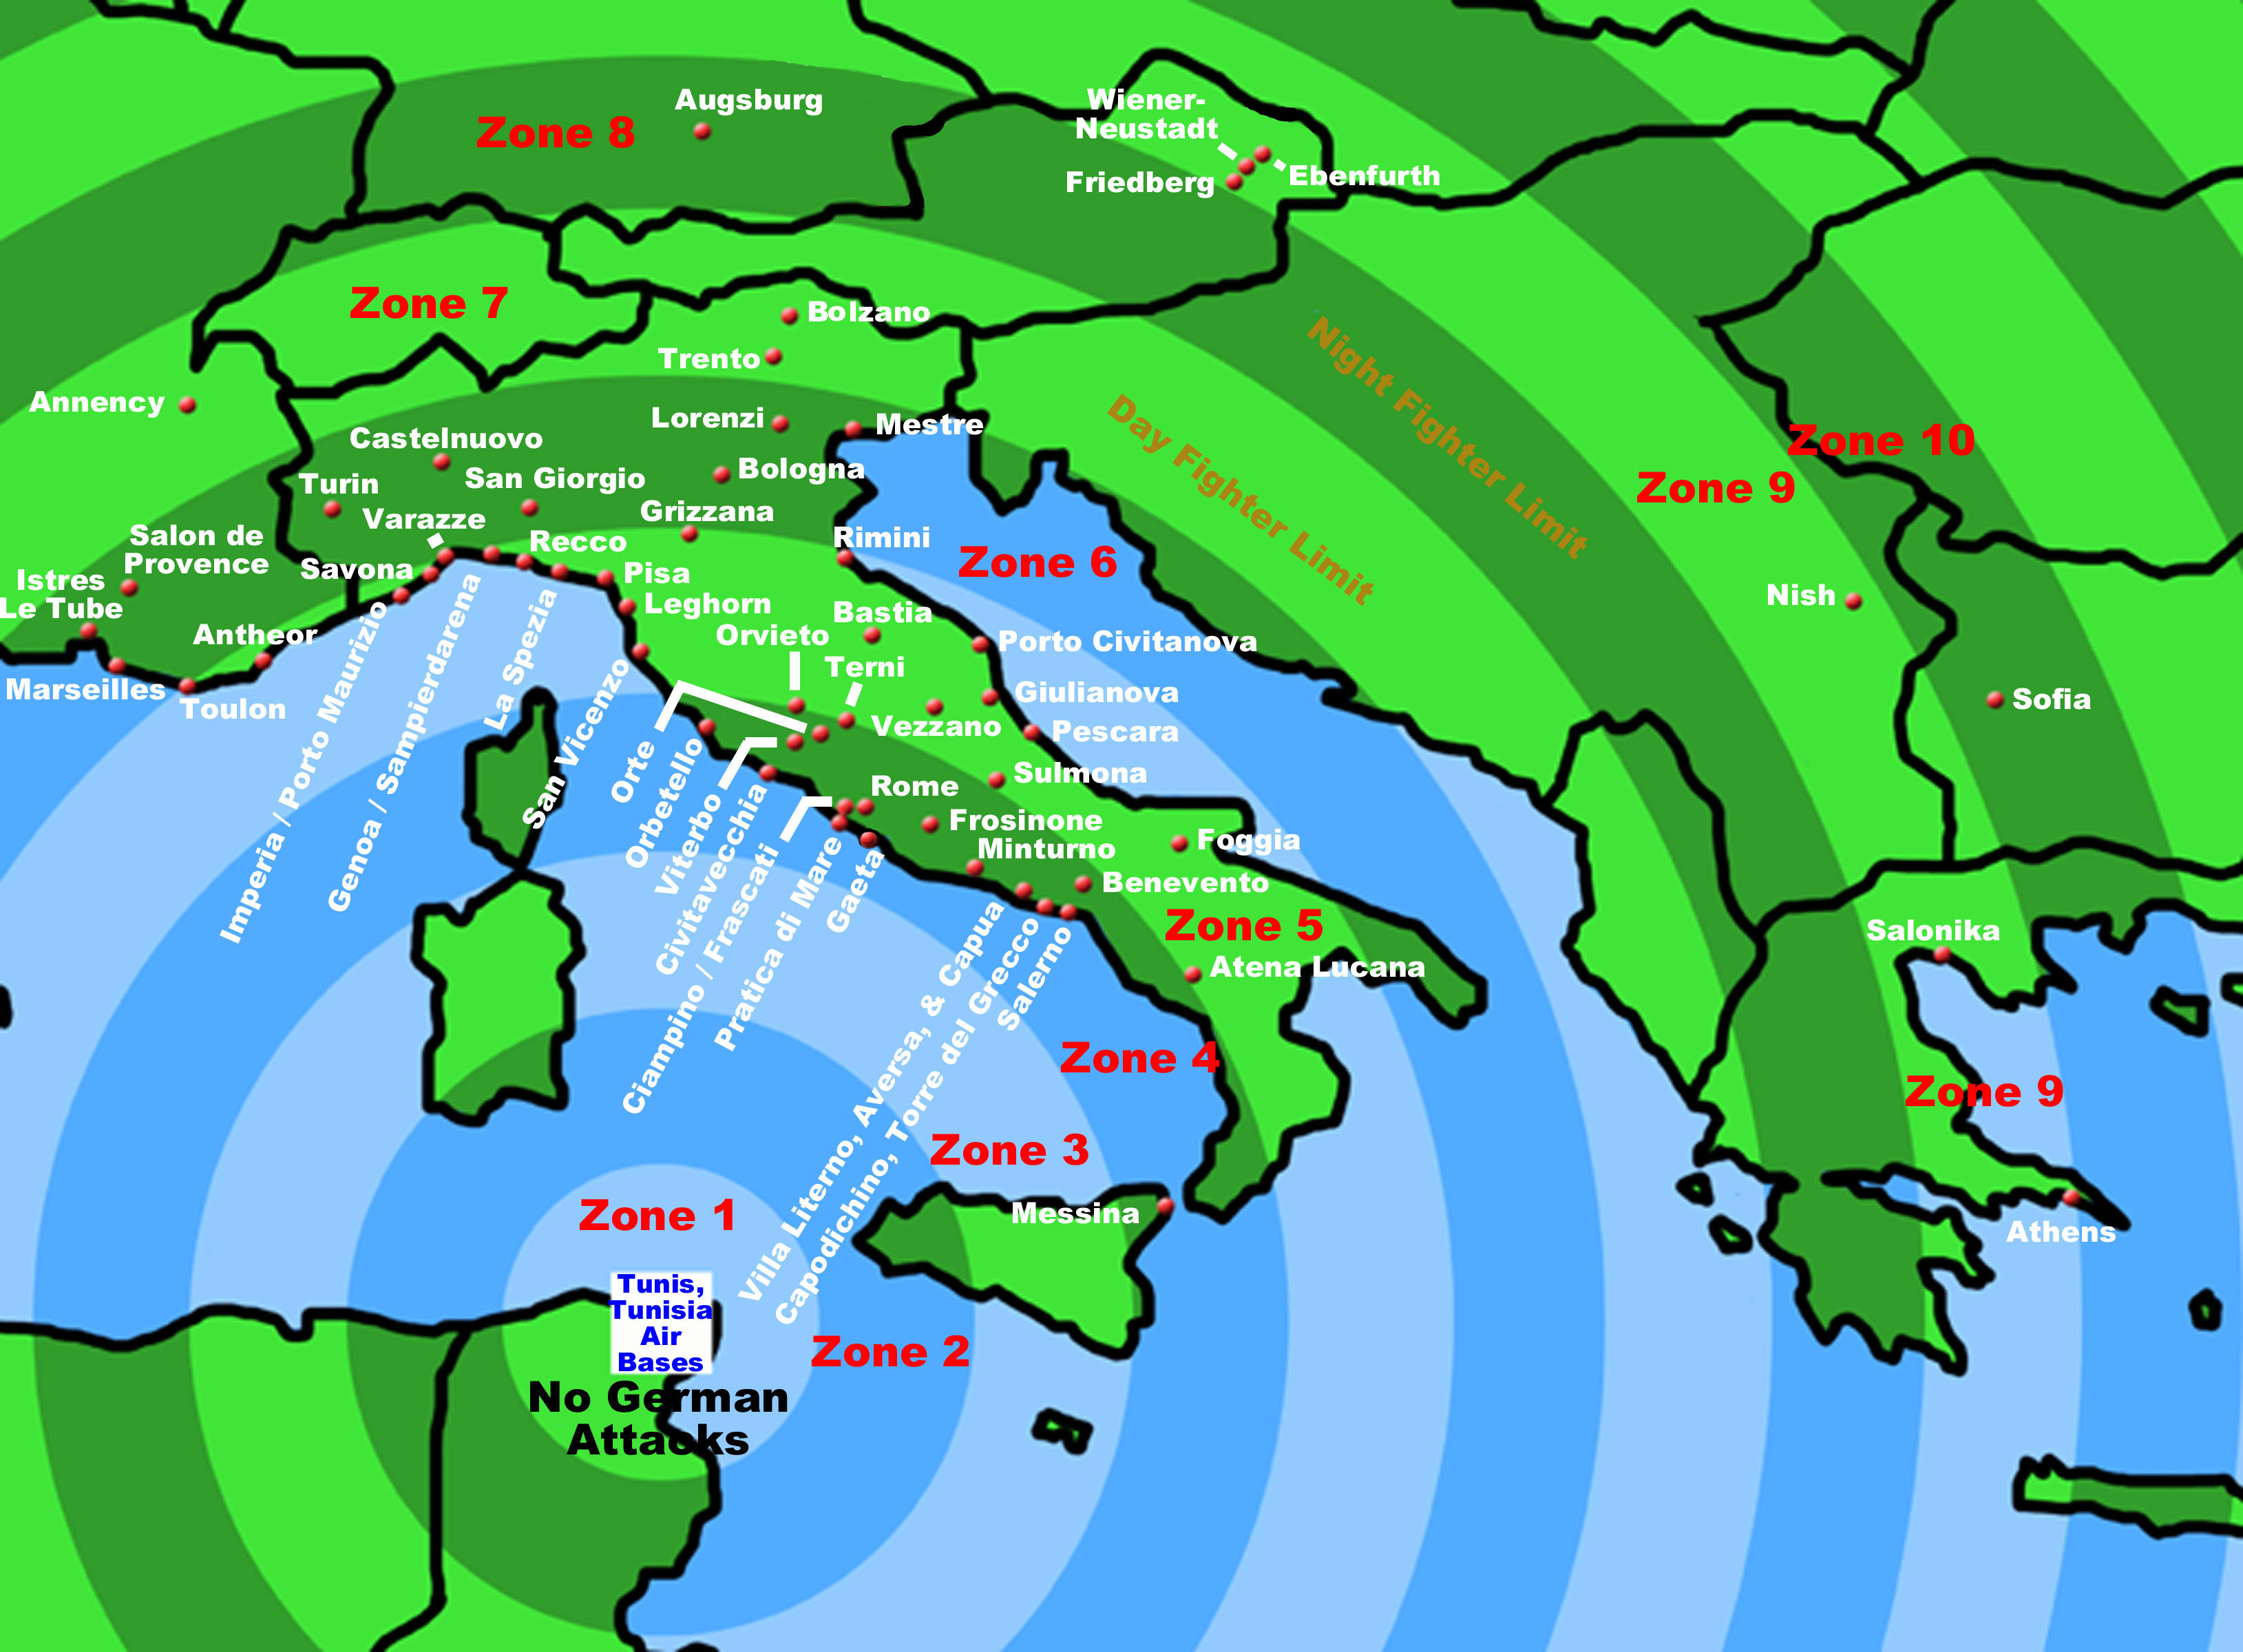 Augsburg
Zone 8
Wiener-
Neustadt
Friedberg
Ebenfurth
Zone 7
Bolzano
Trento
Annency
Lorenzi
Mestre
Castelnuovo
Bologna
San Giorgio
Turin
Grizzana
Varazze
Day Fighter Limit
Night Fighter Limit
Zone 10
Zone 9
Salon de
Provence
Recco
Rimini
Savona
Zone 6
Istres
Le Tube
Pisa
Leghorn
Nish
Antheor
Orvieto
Bastia
Porto Civitanova
Terni
Marseilles
Toulon
Giulianova
Sofia
Vezzano
Pescara
Imperia / Porto Maurizio
Genoa / Sampierdarena
La Spezia
San Vicenzo
Orte
Orbetello
Viterbo
Civitavecchia
Ciampino / Frascati
Pratica di Mare
Gaeta
Sulmona
Rome
Frosinone
Minturno
Foggia
Benevento
Zone 5
Salonika
Atena Lucana
Villa Literno, Aversa, & Capua
Capodichino, Torre del Grecco
Salerno
Zone 4
Zone 9
Zone 3
Messina
Zone 1
Athens
Tunis,
Tunisia
Air
Bases
Zone 2
No German
Attacks